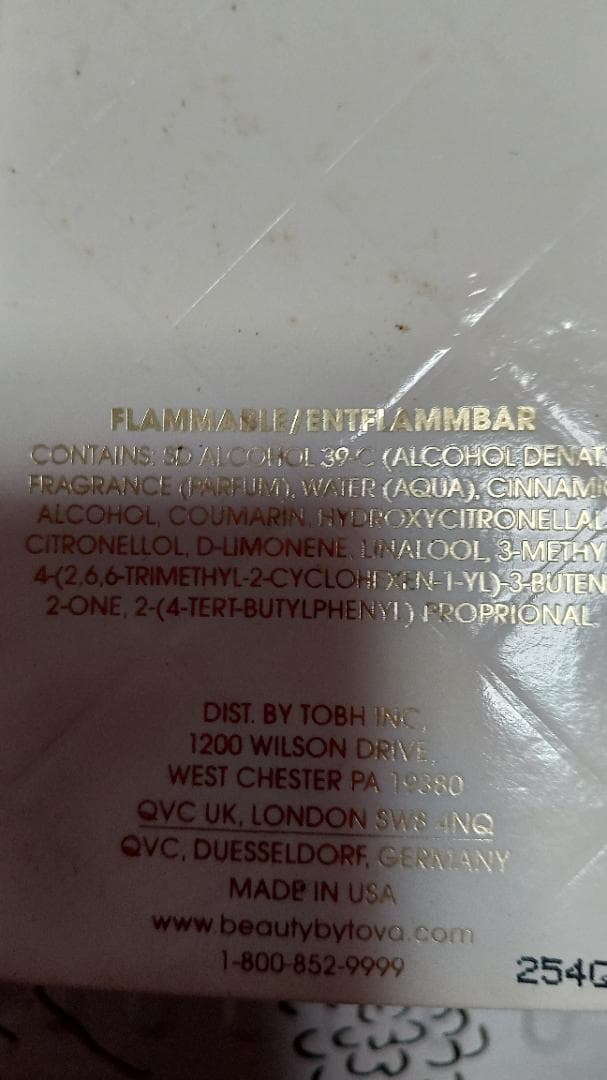 FLAMMABLE/ENTFLAMMBAR
CONTAINS: SD ALCOHOL 39-C (ALCOHOL DENAT.
FRAGRANCE (PARFUM), WATER (AQUA), CINNAM
ALCOHOL, COUMARIN, HYDROXYCITRONELLAL
CITRONELLOL, D-LIMONENE, LINALOOL, 3-METHY
4-(2,6,6-TRIMETHYL-2-CYCLOHEXEN-1-YL)-3-BUTEN
2-ONE, 2-(4-TERT-BUTYLPHENYL) PROPRIONAL
DIST. BY TOBH INC.
1200 WILSON DRIVE,
WEST CHESTER PA 19380
QVC UK, LONDON SW8 4NQ
QVC, DUESSELDORF, GERMANY
MADE IN USA
www.beautybytova.com
1-800-852-9999
254